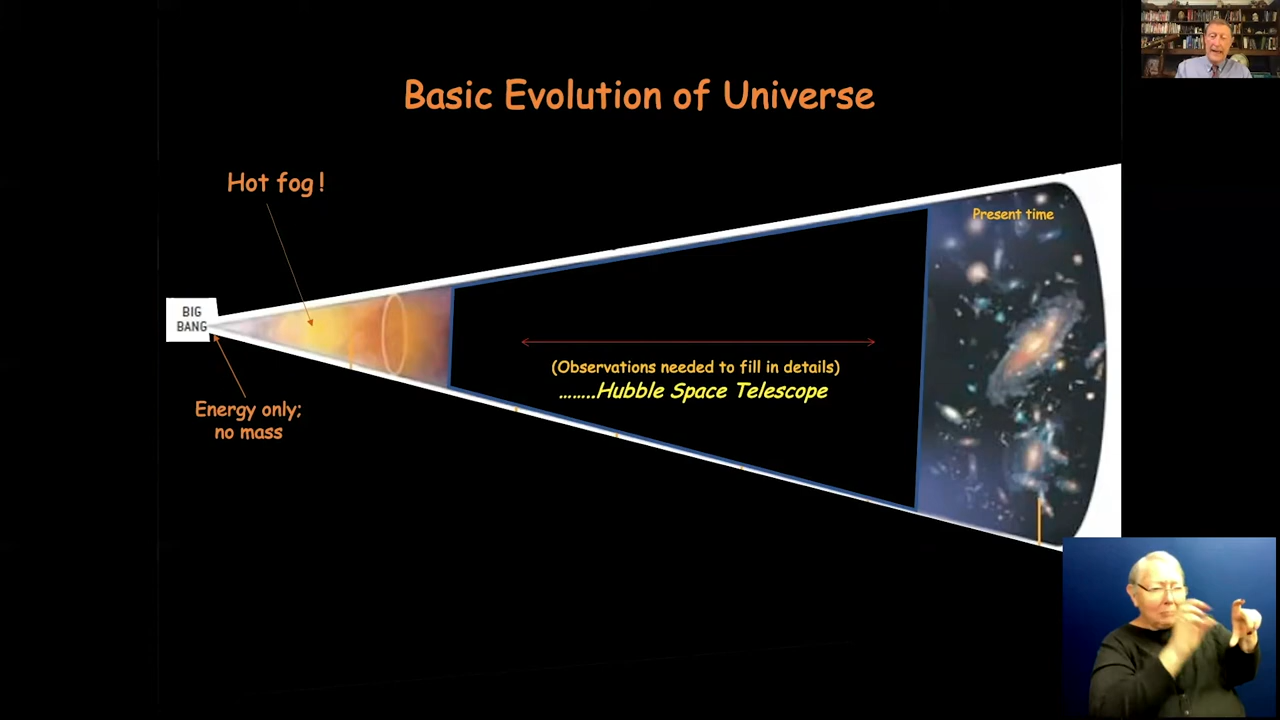 Basic Evolution of Universe
Hot fog!
Present time
BIG
BANG
(Observations needed to fill in details)
........Hubble Space Telescope
Energy only;
no mass